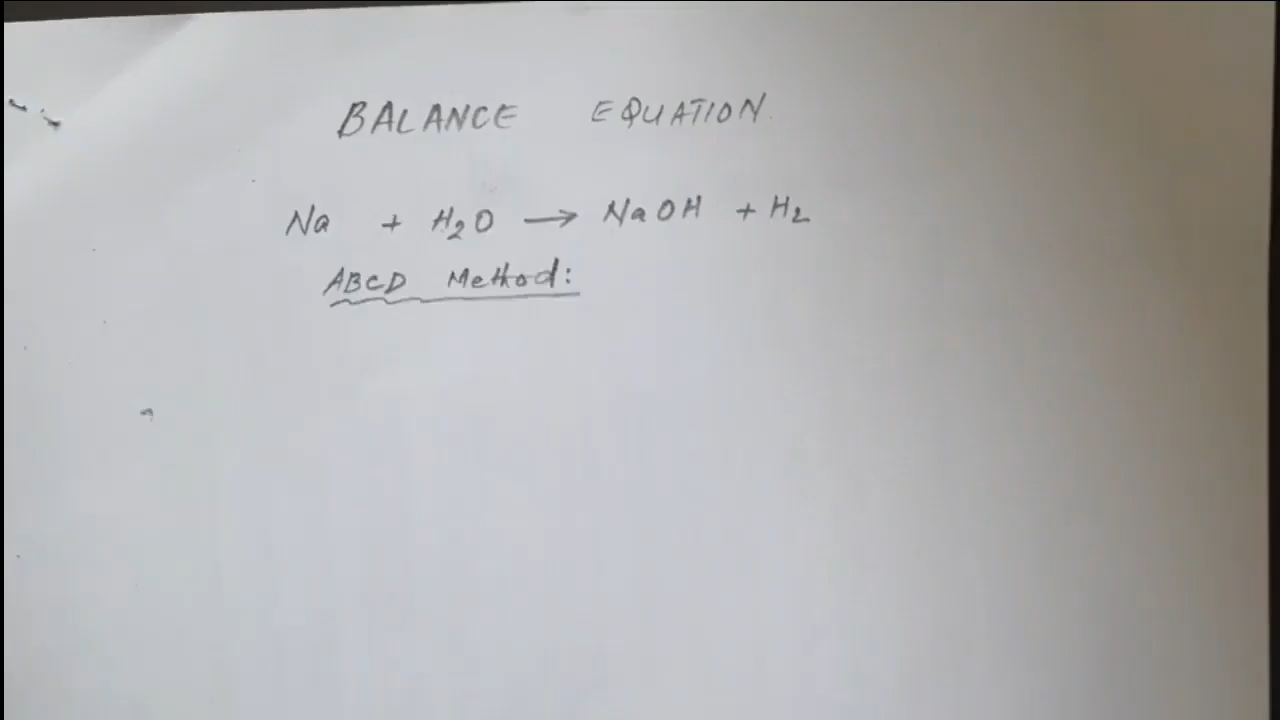 BALANCE EQUATION.
Na + H₂O → NaOH + H₂
ABCD Method: